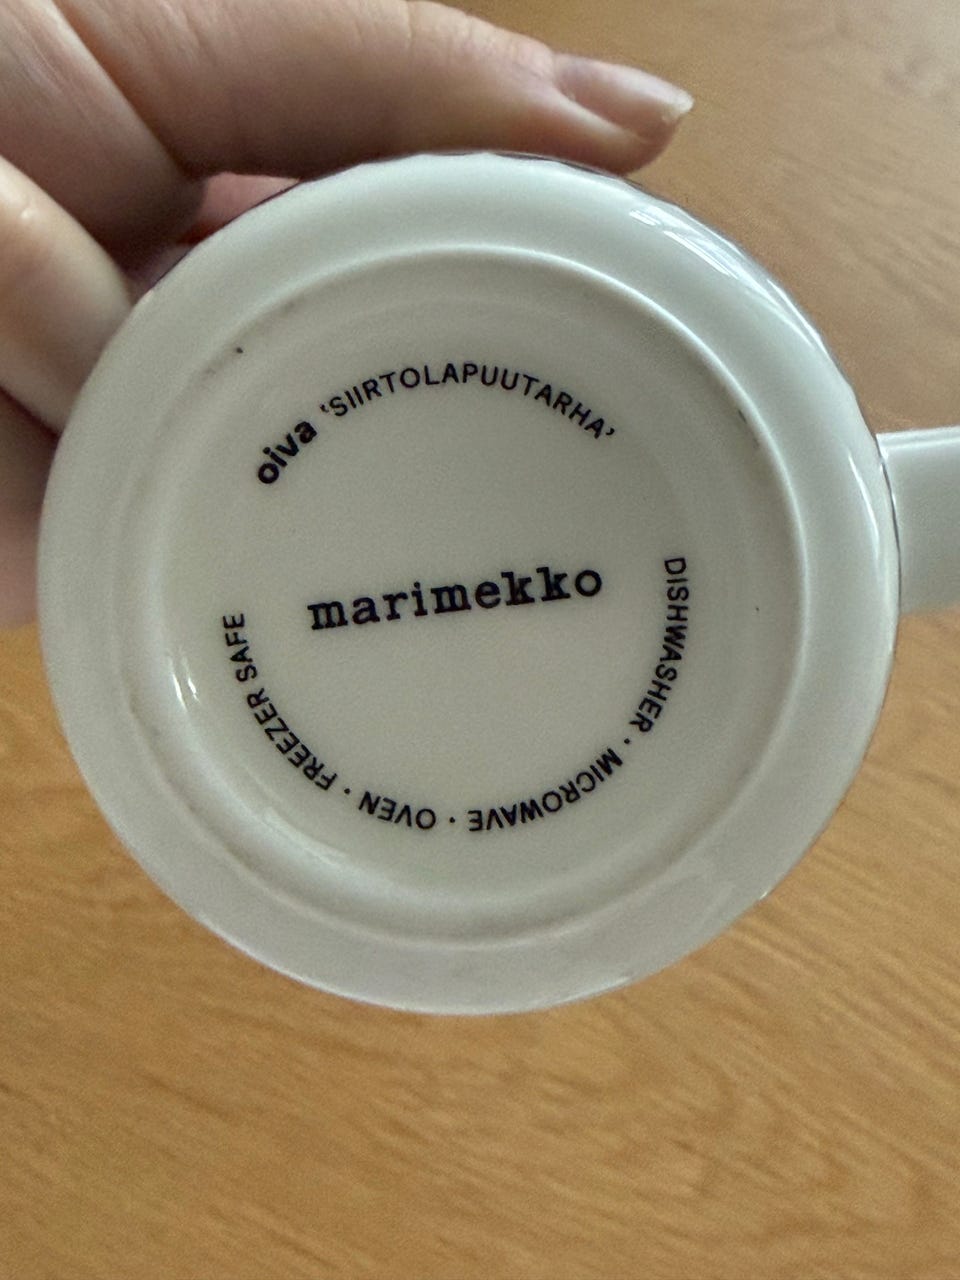 oiva ‘SIIRTOLAPUUTARHA’
marimekko
DISHWASHER · MICROWAVE · OVEN · FREEZER SAFE